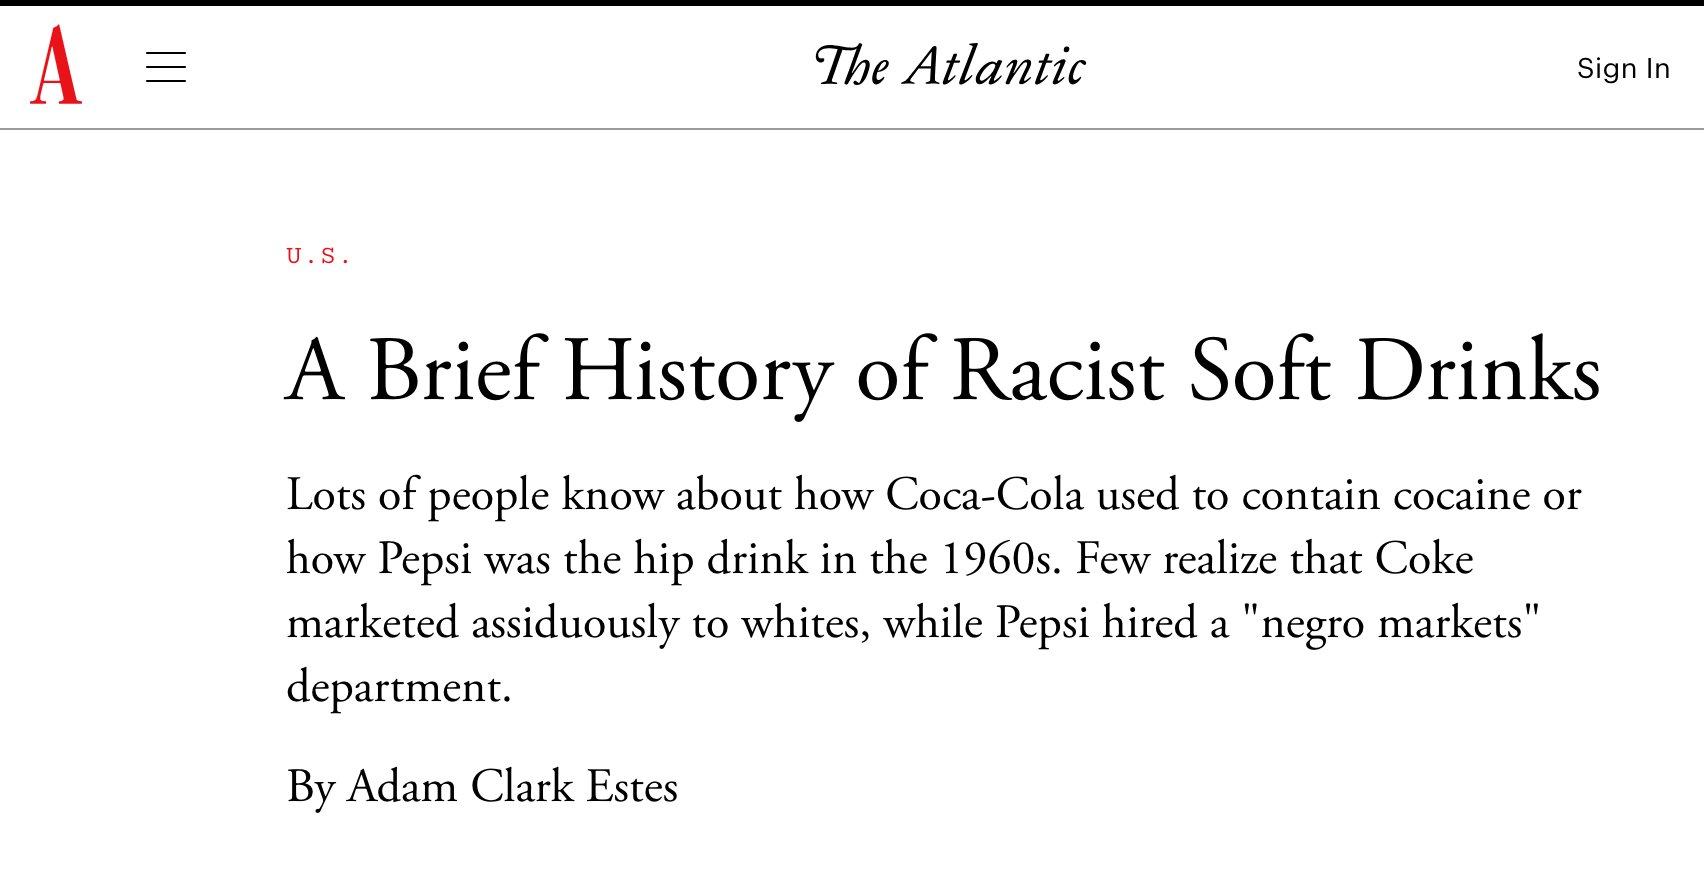 A
The Atlantic
Sign In
U.S.
A Brief History of Racist Soft Drinks
Lots of people know about how Coca-Cola used to contain cocaine or
how Pepsi was the hip drink in the 1960s. Few realize that Coke
marketed assiduously to whites, while Pepsi hired a "negro markets"
department.
By Adam Clark Estes